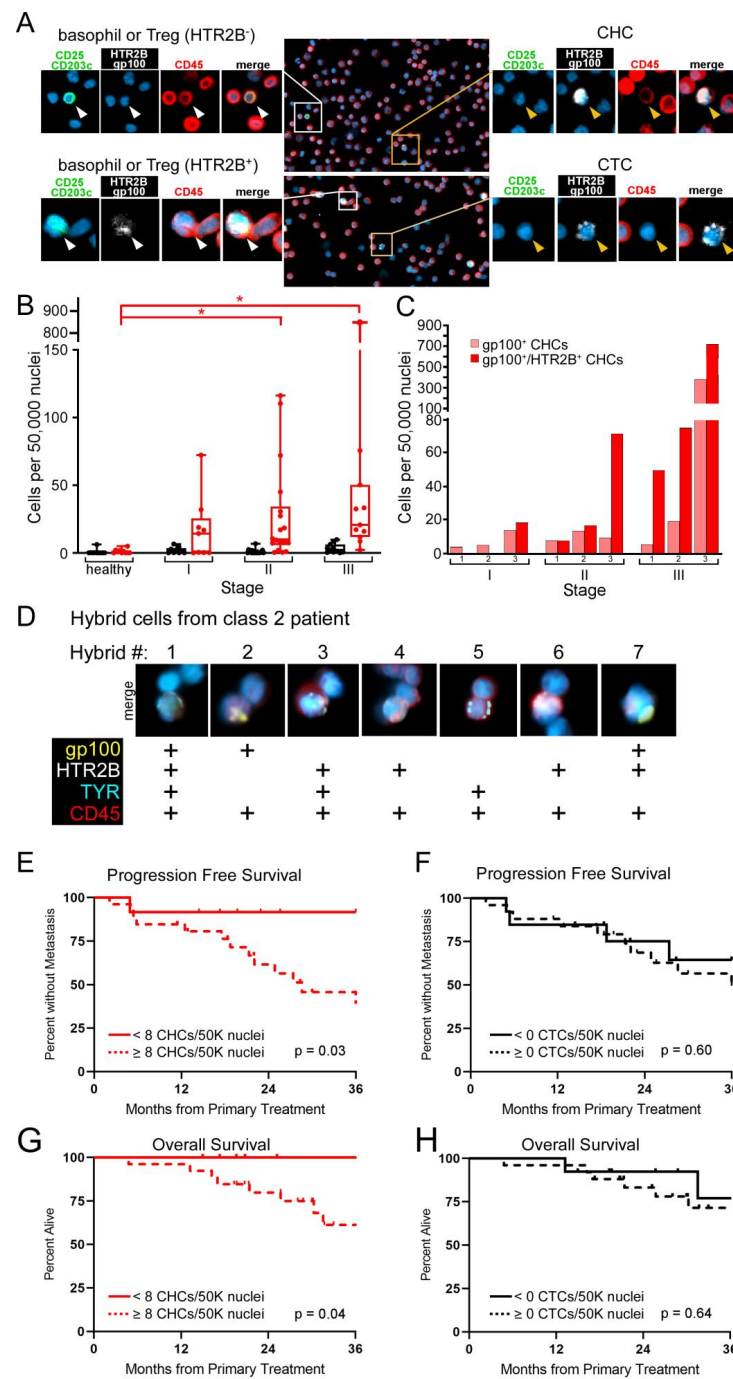 A
basophil or Treg (HTR2B⁻)
CHC
CD25 CD203c
HTR2B gp100
CD45
merge
CD25 CD203c
HTR2B gp100
CD45
merge
basophil or Treg (HTR2B⁺)
CTC
CD25 CD203c
HTR2B gp100
CD45
merge
CD25 CD203c
HTR2B gp100
CD45
merge
B
900
800
150
100
50
0
Cells per 50,000 nuclei
*
*
healthy
I
II
III
Stage
C
900
700
500
300
100
80
60
40
20
0
Cells per 50,000 nuclei
gp100⁺ CHCs
gp100⁺/HTR2B⁺ CHCs
1 2 3 1 2 3 1 2 3
I II III
Stage
D
Hybrid cells from class 2 patient
Hybrid #: 1 2 3 4 5 6 7
merge
gp100 + + +
HTR2B + + + + +
TYR + + +
CD45 + + + + + + +
E
Progression Free Survival
Percent without Metastasis
100
75
50
25
0
< 8 CHCs/50K nuclei
≥ 8 CHCs/50K nuclei
p = 0.03
0 12 24 36
Months from Primary Treatment
F
Progression Free Survival
Percent without Metastasis
100
75
50
25
0
< 0 CTCs/50K nuclei
≥ 0 CTCs/50K nuclei
p = 0.60
0 12 24 36
Months from Primary Treatment
G
Overall Survival
Percent Alive
100
75
50
25
0
< 8 CHCs/50K nuclei
≥ 8 CHCs/50K nuclei
p = 0.04
0 12 24 36
Months from Primary Treatment
H
Overall Survival
Percent Alive
100
75
50
25
0
< 0 CTCs/50K nuclei
≥ 0 CTCs/50K nuclei
p = 0.64
0 12 24 36
Months from Primary Treatment